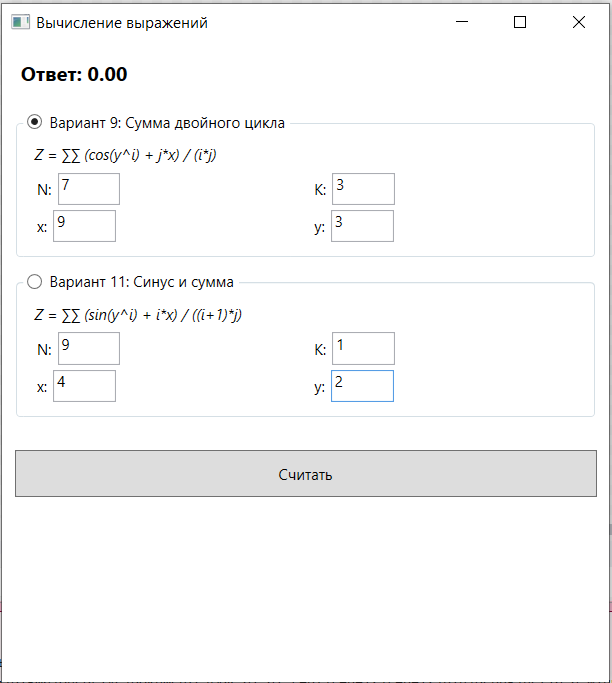 Вычисление выражений
Ответ: 0.00
Вариант 9: Сумма двойного цикла
Z = ∑∑ (cos(y^i) + j*x) / (i*j)
N: 7 K: 3
x: 9 y: 3
Вариант 11: Синус и сумма
Z = ∑∑ (sin(y^i) + i*x) / ((i+1)*j)
N: 9 K: 1
x: 4 y: 2
Считать